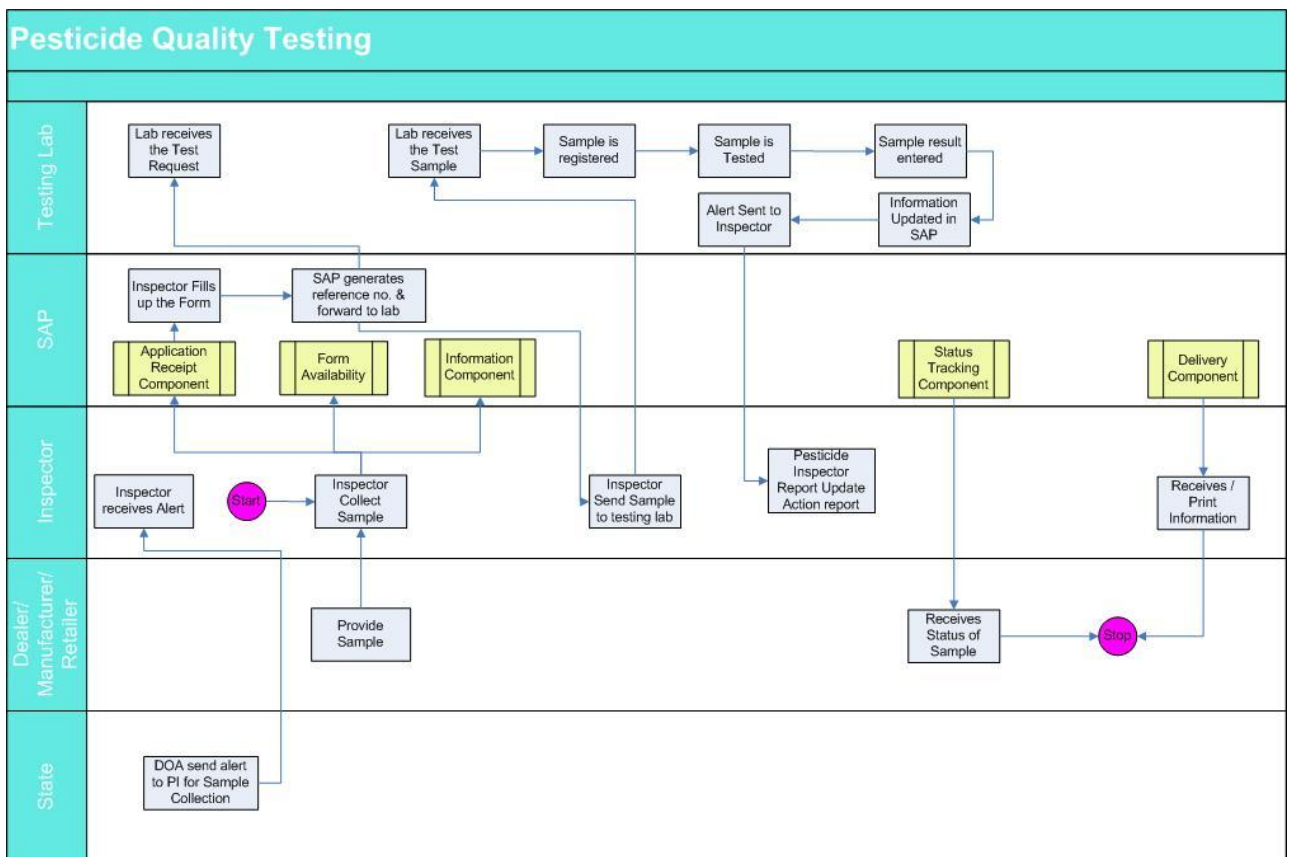 Pesticide Quality Testing
Testing Lab
Lab receives
the Test
Request
Lab receives
the Test
Sample
Sample is
registered
Sample is
Tested
Sample result
entered
Alert Sent to
Inspector
Information
Updated in
SAP
SAP
Inspector Fills
up the Form
SAP generates
reference no. &
forward to lab
Application
Receipt
Component
Form
Availability
Information
Component
Status
Tracking
Component
Delivery
Component
Inspector
Inspector
receives Alert
Start
Inspector
Collect
Sample
Inspector
Send Sample
to testing lab
Pesticide
Inspector
Report Update
Action report
Receives /
Print
Information
Dealer/
Manufacturer/
Retailer
Provide
Sample
Receives
Status of
Sample
Stop
State
DOA send alert
to PI for Sample
Collection